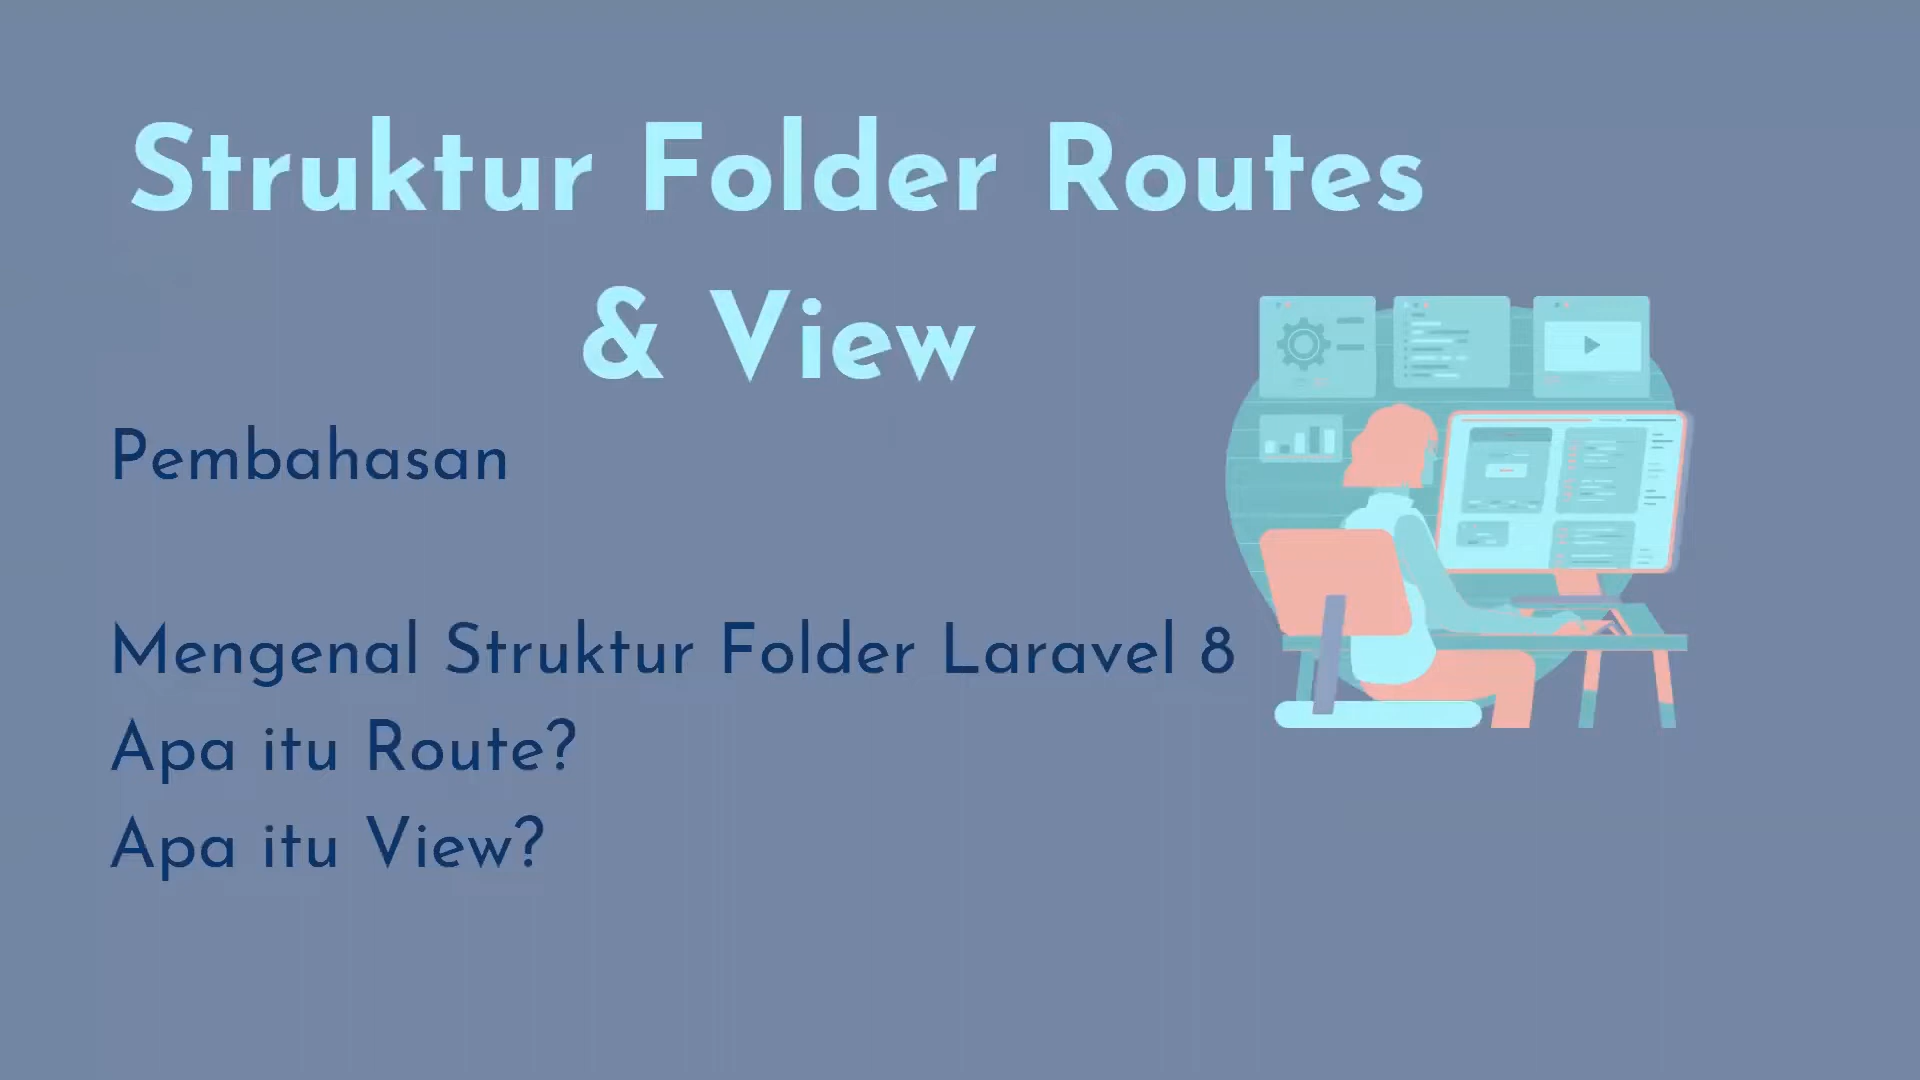 Struktur Folder Routes
& View
Pembahasan
Mengenal Struktur Folder Laravel 8
Apa itu Route?
Apa itu View?